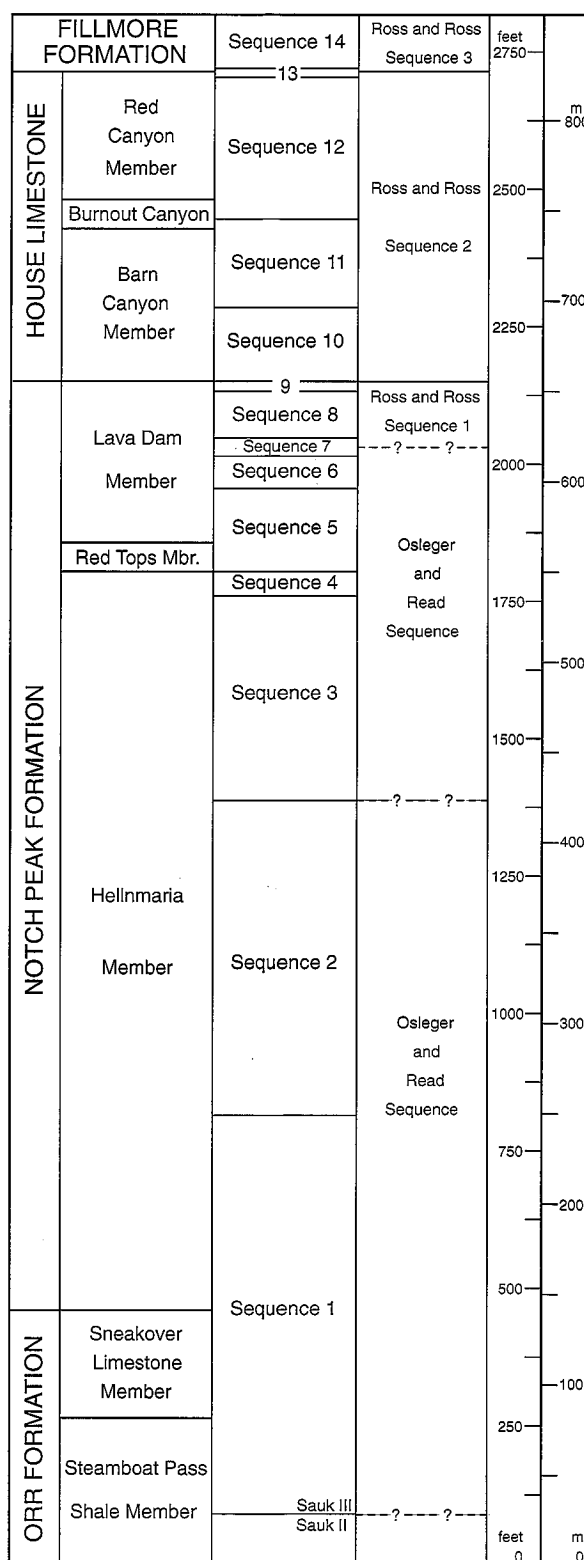 FILLMORE
FORMATION
HOUSE LIMESTONE
NOTCH PEAK FORMATION
ORR FORMATION
Red
Canyon
Member
Burnout Canyon
Barn
Canyon
Member
Lava Dam
Member
Red Tops Mbr.
Hellnmaria
Member
Sneakover
Limestone
Member
Steamboat Pass
Shale Member
Sequence 14
13
Sequence 12
Sequence 11
Sequence 10
9
Sequence 8
Sequence 7
Sequence 6
Sequence 5
Sequence 4
Sequence 3
Sequence 2
Sequence 1
Sauk III
Sauk II
Ross and Ross
Sequence 3
Ross and Ross
Sequence 2
Ross and Ross
Sequence 1
? ?
Osleger
and
Read
Sequence
? ?
Osleger
and
Read
Sequence
? ?
feet
2750
2500
2250
2000
1750
1500
1250
1000
750
500
250
feet
0
m
800
700
600
500
400
300
200
100
m
0